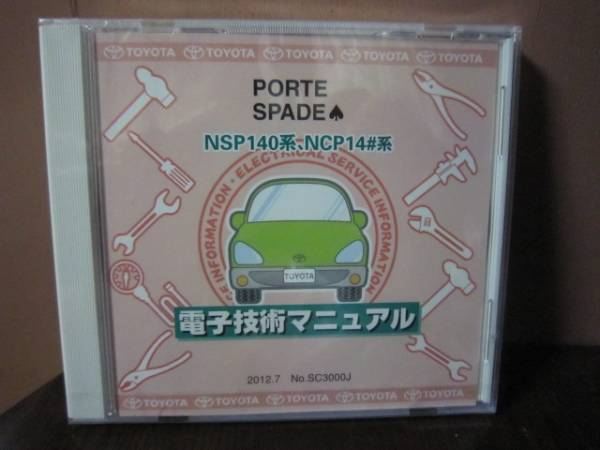 TOYOTA TOYOTA TOYOTA TOYOTA TOYOTA
PORTE
SPADE♠
NSP140系、NCP14#系
INFORMATION・ELECTRICAL SERVICE INFORMATION
TOYOTA
電子技術マニュアル
2012.7 No.SC3000J
TOYOTA TOYOTA TOYOTA TOYOTA TOYOTA